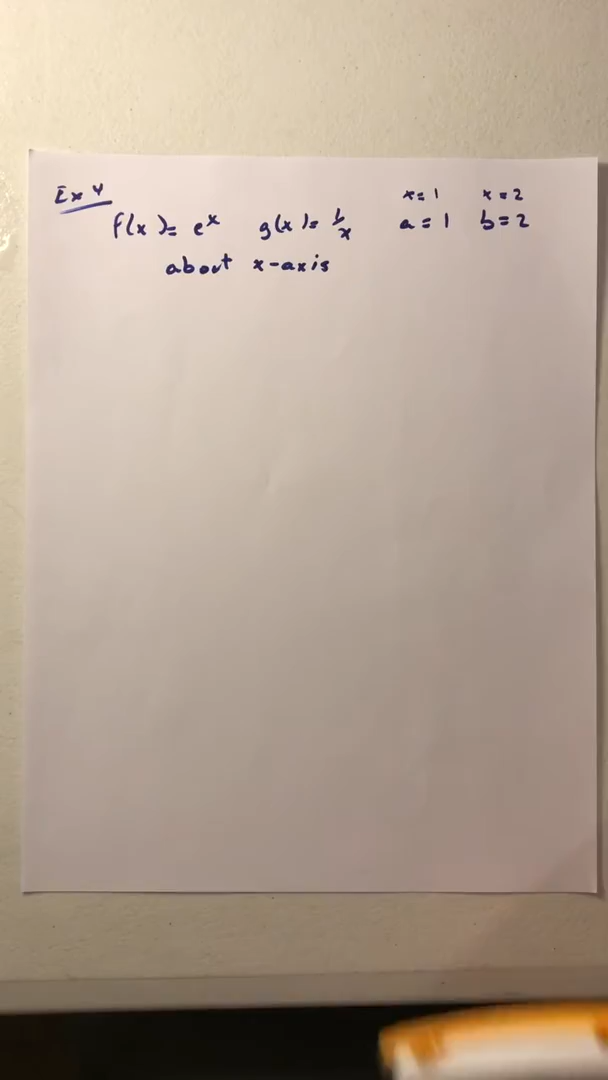 Ex 4
x=1 x=2
f(x)= e^x g(x)= 1/x a=1 b=2
about x-axis